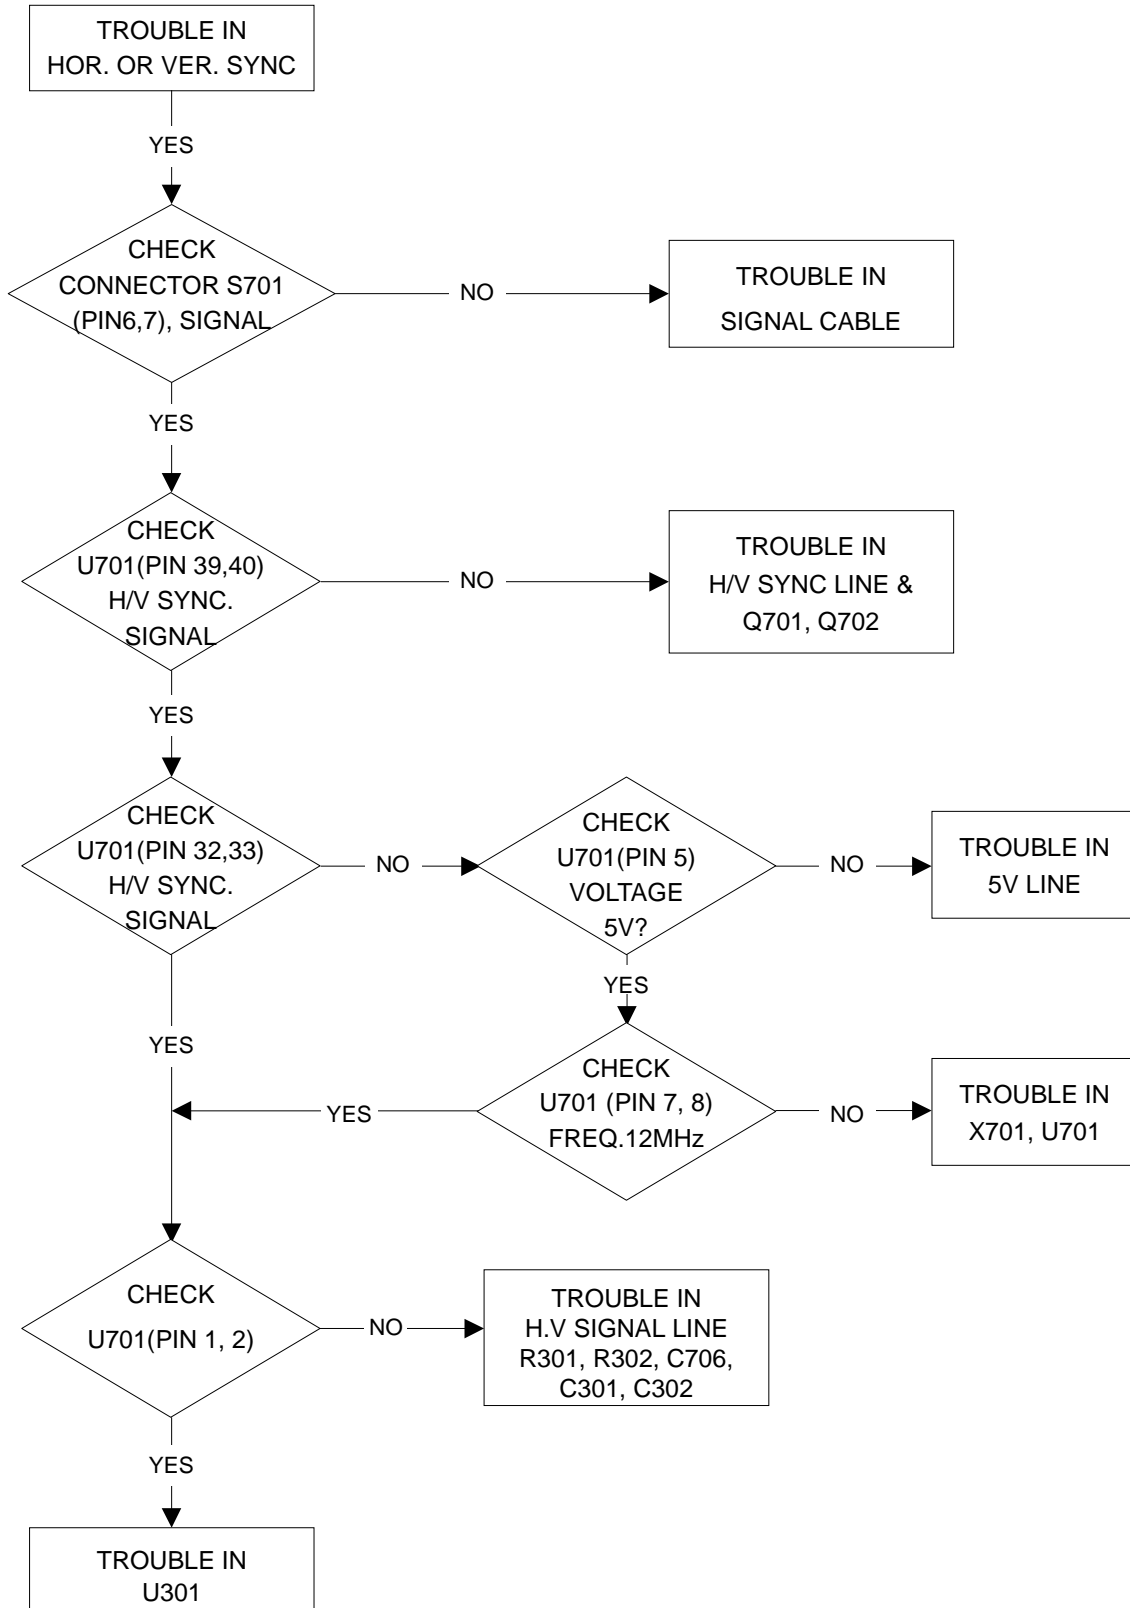 TROUBLE IN
HOR. OR VER. SYNC
YES
CHECK
CONNECTOR S701
(PIN6,7), SIGNAL
NO
TROUBLE IN
SIGNAL CABLE
YES
CHECK
U701(PIN 39,40)
H/V SYNC.
SIGNAL
NO
TROUBLE IN
H/V SYNC LINE &
Q701, Q702
YES
CHECK
U701(PIN 32,33)
H/V SYNC.
SIGNAL
NO
CHECK
U701(PIN 5)
VOLTAGE
5V?
NO
TROUBLE IN
5V LINE
YES
YES
CHECK
U701 (PIN 7, 8)
FREQ.12MHz
YES
NO
TROUBLE IN
X701, U701
CHECK
U701(PIN 1, 2)
NO
TROUBLE IN
H.V SIGNAL LINE
R301, R302, C706,
C301, C302
YES
TROUBLE IN
U301